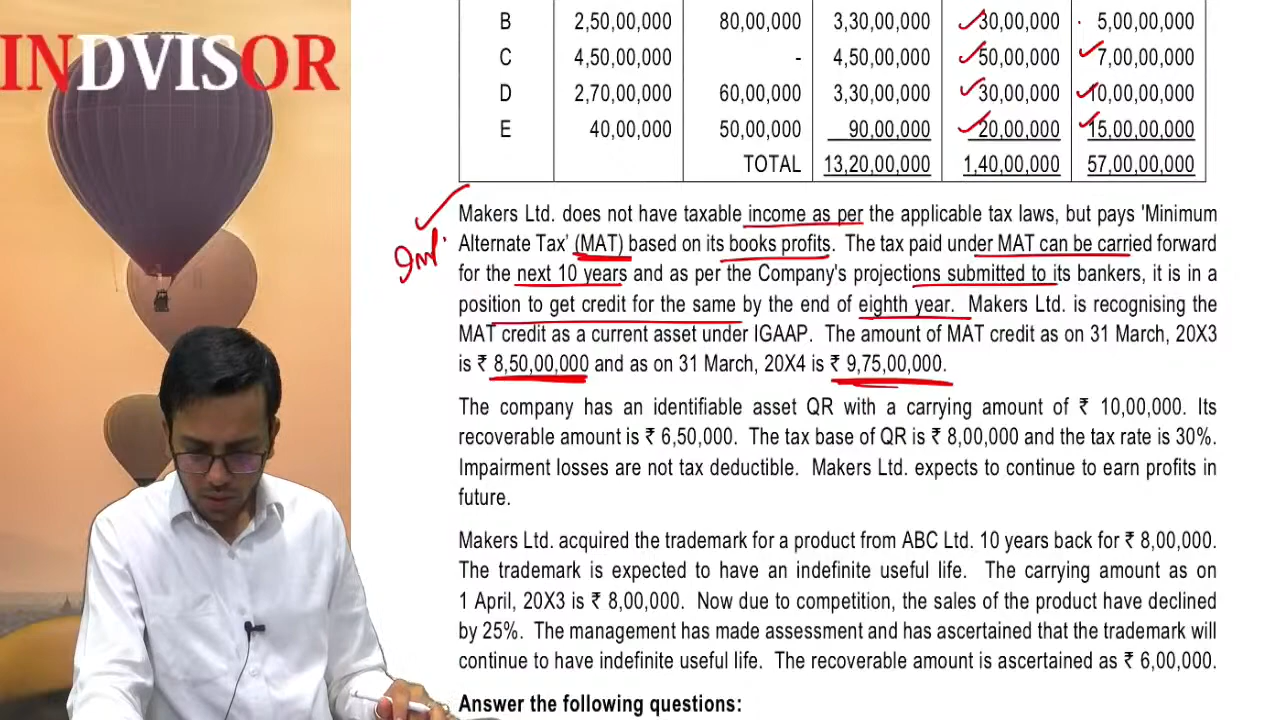 INDVISOR
B 2,50,00,000 80,00,000 3,30,00,000 30,00,000 5,00,00,000
C 4,50,00,000 - 4,50,00,000 50,00,000 7,00,00,000
D 2,70,00,000 60,00,000 3,30,00,000 30,00,000 10,00,00,000
E 40,00,000 50,00,000 90,00,000 20,00,000 15,00,00,000
TOTAL 13,20,00,000 1,40,00,000 57,00,00,000
Makers Ltd. does not have taxable income as per the applicable tax laws, but pays 'Minimum
Imp.
Alternate Tax' (MAT) based on its books profits. The tax paid under MAT can be carried forward
for the next 10 years and as per the Company's projections submitted to its bankers, it is in a
position to get credit for the same by the end of eighth year. Makers Ltd. is recognising the
MAT credit as a current asset under IGAAP. The amount of MAT credit as on 31 March, 20X3
is ₹ 8,50,00,000 and as on 31 March, 20X4 is ₹ 9,75,00,000.
The company has an identifiable asset QR with a carrying amount of ₹ 10,00,000. Its
recoverable amount is ₹ 6,50,000. The tax base of QR is ₹ 8,00,000 and the tax rate is 30%.
Impairment losses are not tax deductible. Makers Ltd. expects to continue to earn profits in
future.
Makers Ltd. acquired the trademark for a product from ABC Ltd. 10 years back for ₹ 8,00,000.
The trademark is expected to have an indefinite useful life. The carrying amount as on
1 April, 20X3 is ₹ 8,00,000. Now due to competition, the sales of the product have declined
by 25%. The management has made assessment and has ascertained that the trademark will
continue to have indefinite useful life. The recoverable amount is ascertained as ₹ 6,00,000.
Answer the following questions: